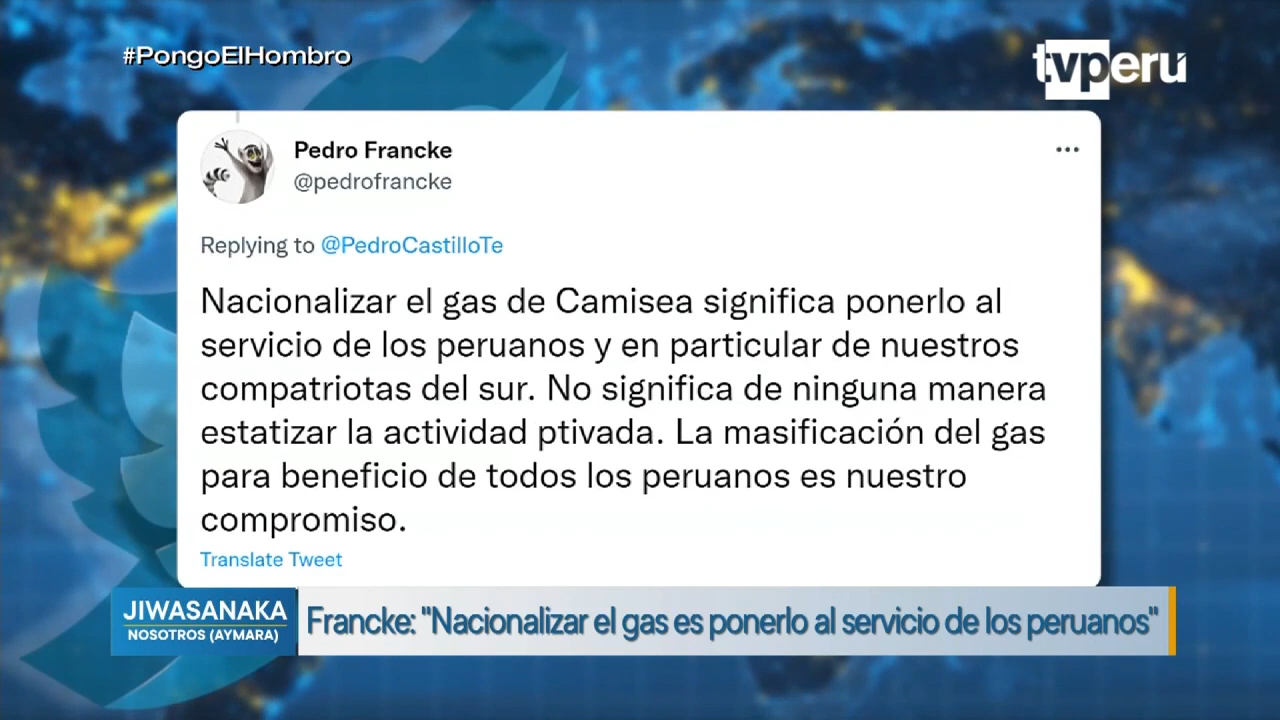 #PongoElHombro
tvperú
Pedro Francke
@pedrofrancke
Replying to @PedroCastilloTe
Nacionalizar el gas de Camisea significa ponerlo al
servicio de los peruanos y en particular de nuestros
compatriotas del sur. No significa de ninguna manera
estatizar la actividad ptivada. La masificación del gas
para beneficio de todos los peruanos es nuestro
compromiso.
Translate Tweet
JIWASANAKA
NOSOTROS (AYMARA)
Francke: "Nacionalizar el gas es ponerlo al servicio de los peruanos"